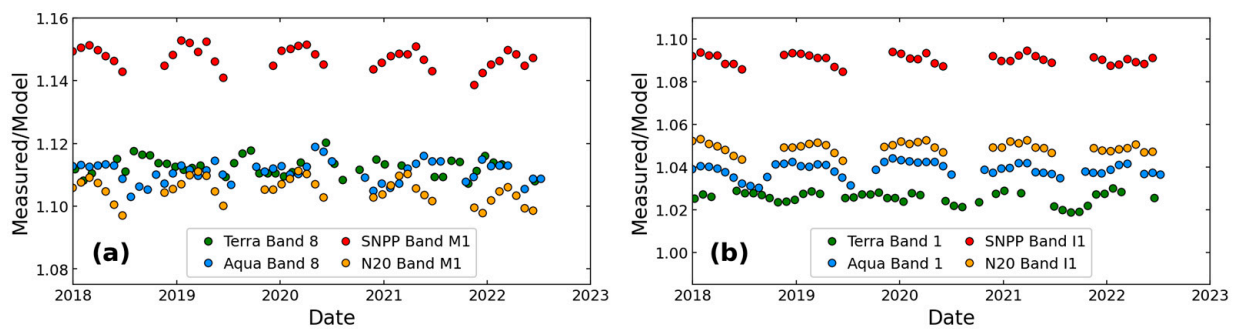 1.16
1.14
1.12
1.10
1.08
Measured/Model
(a)
Terra Band 8
SNPP Band M1
Aqua Band 8
N20 Band M1
2018 2019 2020 2021 2022 2023
Date
1.10
1.08
1.06
1.04
1.02
1.00
Measured/Model
(b)
Terra Band 1
SNPP Band I1
Aqua Band 1
N20 Band I1
2018 2019 2020 2021 2022 2023
Date